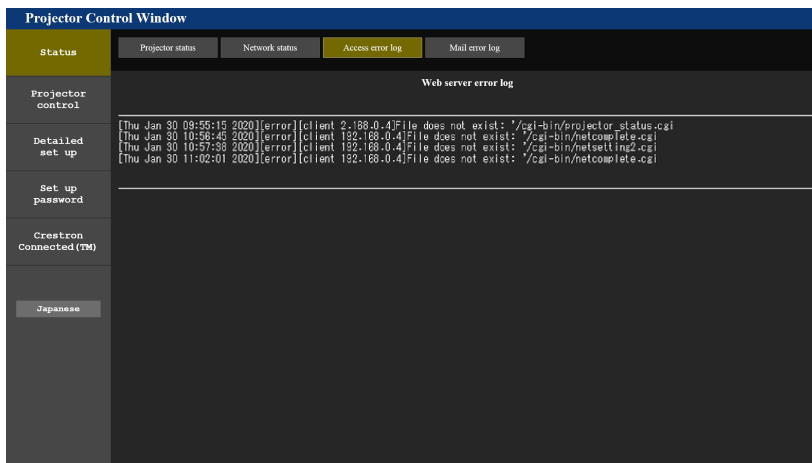 Projector Control Window
Status
Projector control
Detailed set up
Set up password
Crestron Connected(TM)
Japanese
Projector status
Network status
Access error log
Mail error log
Web server error log
[Thu Jan 30 09:55:15 2020][error][client 2.168.0.4]File does not exist: '/cgi-bin/projector_status.cgi
[Thu Jan 30 10:56:45 2020][error][client 192.168.0.4]File does not exist: '/cgi-bin/netcomplete.cgi
[Thu Jan 30 10:57:38 2020][error][client 192.168.0.4]File does not exist: '/cgi-bin/netsetting2.cgi
[Thu Jan 30 11:02:01 2020][error][client 192.168.0.4]File does not exist: '/cgi-bin/netcomplete.cgi